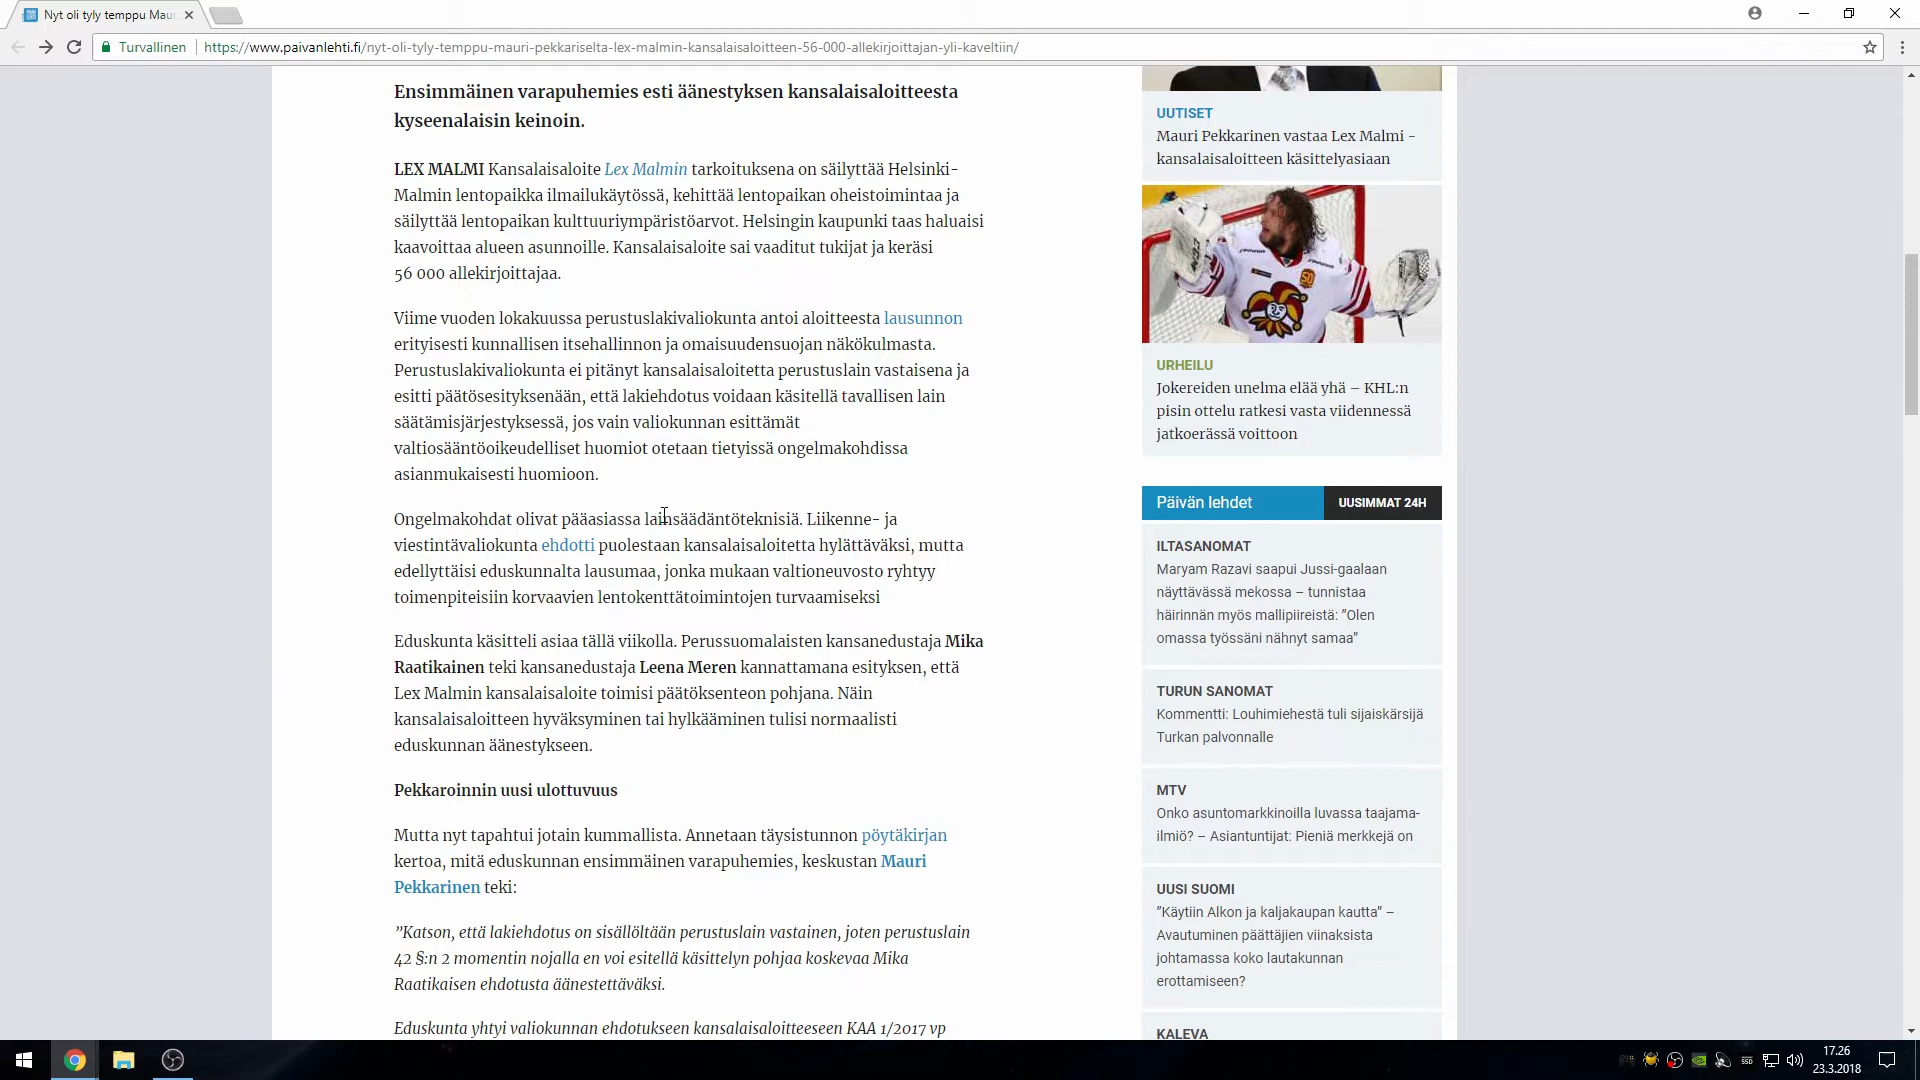 Nyt oli tyly temppu Mau
Turvallinen
https://www.paivanlehti.fi/nyt-oli-tyly-temppu-mauri-pekkariselta-lex-malmin-kansalaisaloitteen-56-000-allekirjoittajan-yli-kaveltiin/
Ensimmäinen varapuhemies esti äänestyksen kansalaisaloitteesta
kyseenalaisin keinoin.
LEX MALMI Kansalaisaloite Lex Malmin tarkoituksena on säilyttää Helsinki-
Malmin lentopaikka ilmailukäytössä, kehittää lentopaikan oheistoimintaa ja
säilyttää lentopaikan kulttuuriympäristöarvot. Helsingin kaupunki taas haluaisi
kaavoittaa alueen asunnoille. Kansalaisaloite sai vaaditut tukijat ja keräsi
56 000 allekirjoittajaa.
Viime vuoden lokakuussa perustuslakivaliokunta antoi aloitteesta lausunnon
erityisesti kunnallisen itsehallinnon ja omaisuudensuojan näkökulmasta.
Perustuslakivaliokunta ei pitänyt kansalaisaloitetta perustuslain vastaisena ja
esitti päätösesityksenään, että lakiehdotus voidaan käsitellä tavallisen lain
säätämisjärjestyksessä, jos vain valiokunnan esittämät
valtiosääntöoikeudelliset huomiot otetaan tietyissä ongelmakohdissa
asianmukaisesti huomioon.
Ongelmakohdat olivat pääasiassa lainsäädäntöteknisiä. Liikenne- ja
viestintävaliokunta ehdotti puolestaan kansalaisaloitetta hylättäväksi, mutta
edellyttäisi eduskunnalta lausumaa, jonka mukaan valtioneuvosto ryhtyy
toimenpiteisiin korvaavien lentokenttätoimintojen turvaamiseksi
Eduskunta käsitteli asiaa tällä viikolla. Perussuomalaisten kansanedustaja Mika
Raatikainen teki kansanedustaja Leena Meren kannattamana esityksen, että
Lex Malmin kansalaisaloite toimisi päätöksenteon pohjana. Näin
kansalaisaloitteen hyväksyminen tai hylkääminen tulisi normaalisti
eduskunnan äänestykseen.
Pekkaroinnin uusi ulottuvuus
Mutta nyt tapahtui jotain kummallista. Annetaan täysistunnon pöytäkirjan
kertoa, mitä eduskunnan ensimmäinen varapuhemies, keskustan Mauri
Pekkarinen teki:
”Katson, että lakiehdotus on sisällöltään perustuslain vastainen, joten perustuslain
42 §:n 2 momentin nojalla en voi esitellä käsittelyn pohjaa koskevaa Mika
Raatikaisen ehdotusta äänestettäväksi.
Eduskunta yhtyi valiokunnan ehdotukseen kansalaisaloitteeseen KAA 1/2017 vp
UUTISET
Mauri Pekkarinen vastaa Lex Malmi -
kansalaisaloitteen käsittelyasiaan
URHEILU
Jokereiden unelma elää yhä – KHL:n
pisin ottelu ratkesi vasta viidennessä
jatkoerässä voittoon
Päivän lehdet
UUSIMMAT 24H
ILTASANOMAT
Maryam Razavi saapui Jussi-gaalaan
näyttävässä mekossa – tunnistaa
häirinnän myös mallipiireistä: ”Olen
omassa työssäni nähnyt samaa”
TURUN SANOMAT
Kommentti: Louhimiehestä tuli sijaiskärsijä
Turkan palvonnalle
MTV
Onko asuntomarkkinoilla luvassa taajama-
ilmiö? – Asiantuntijat: Pieniä merkkejä on
UUSI SUOMI
”Käytiin Alkon ja kaljakaupan kautta” –
Avautuminen päättäjien viinaksista
johtamassa koko lautakunnan
erottamiseen?
KALEVA
SSD
17.26
23.3.2018